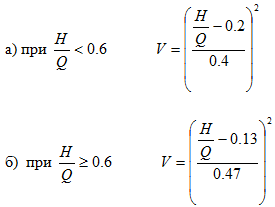 а) при H/Q < 0.6 V = ((H/Q − 0.2)/0.4)²
б) при H/Q ≥ 0.6 V = ((H/Q − 0.13)/0.47)²